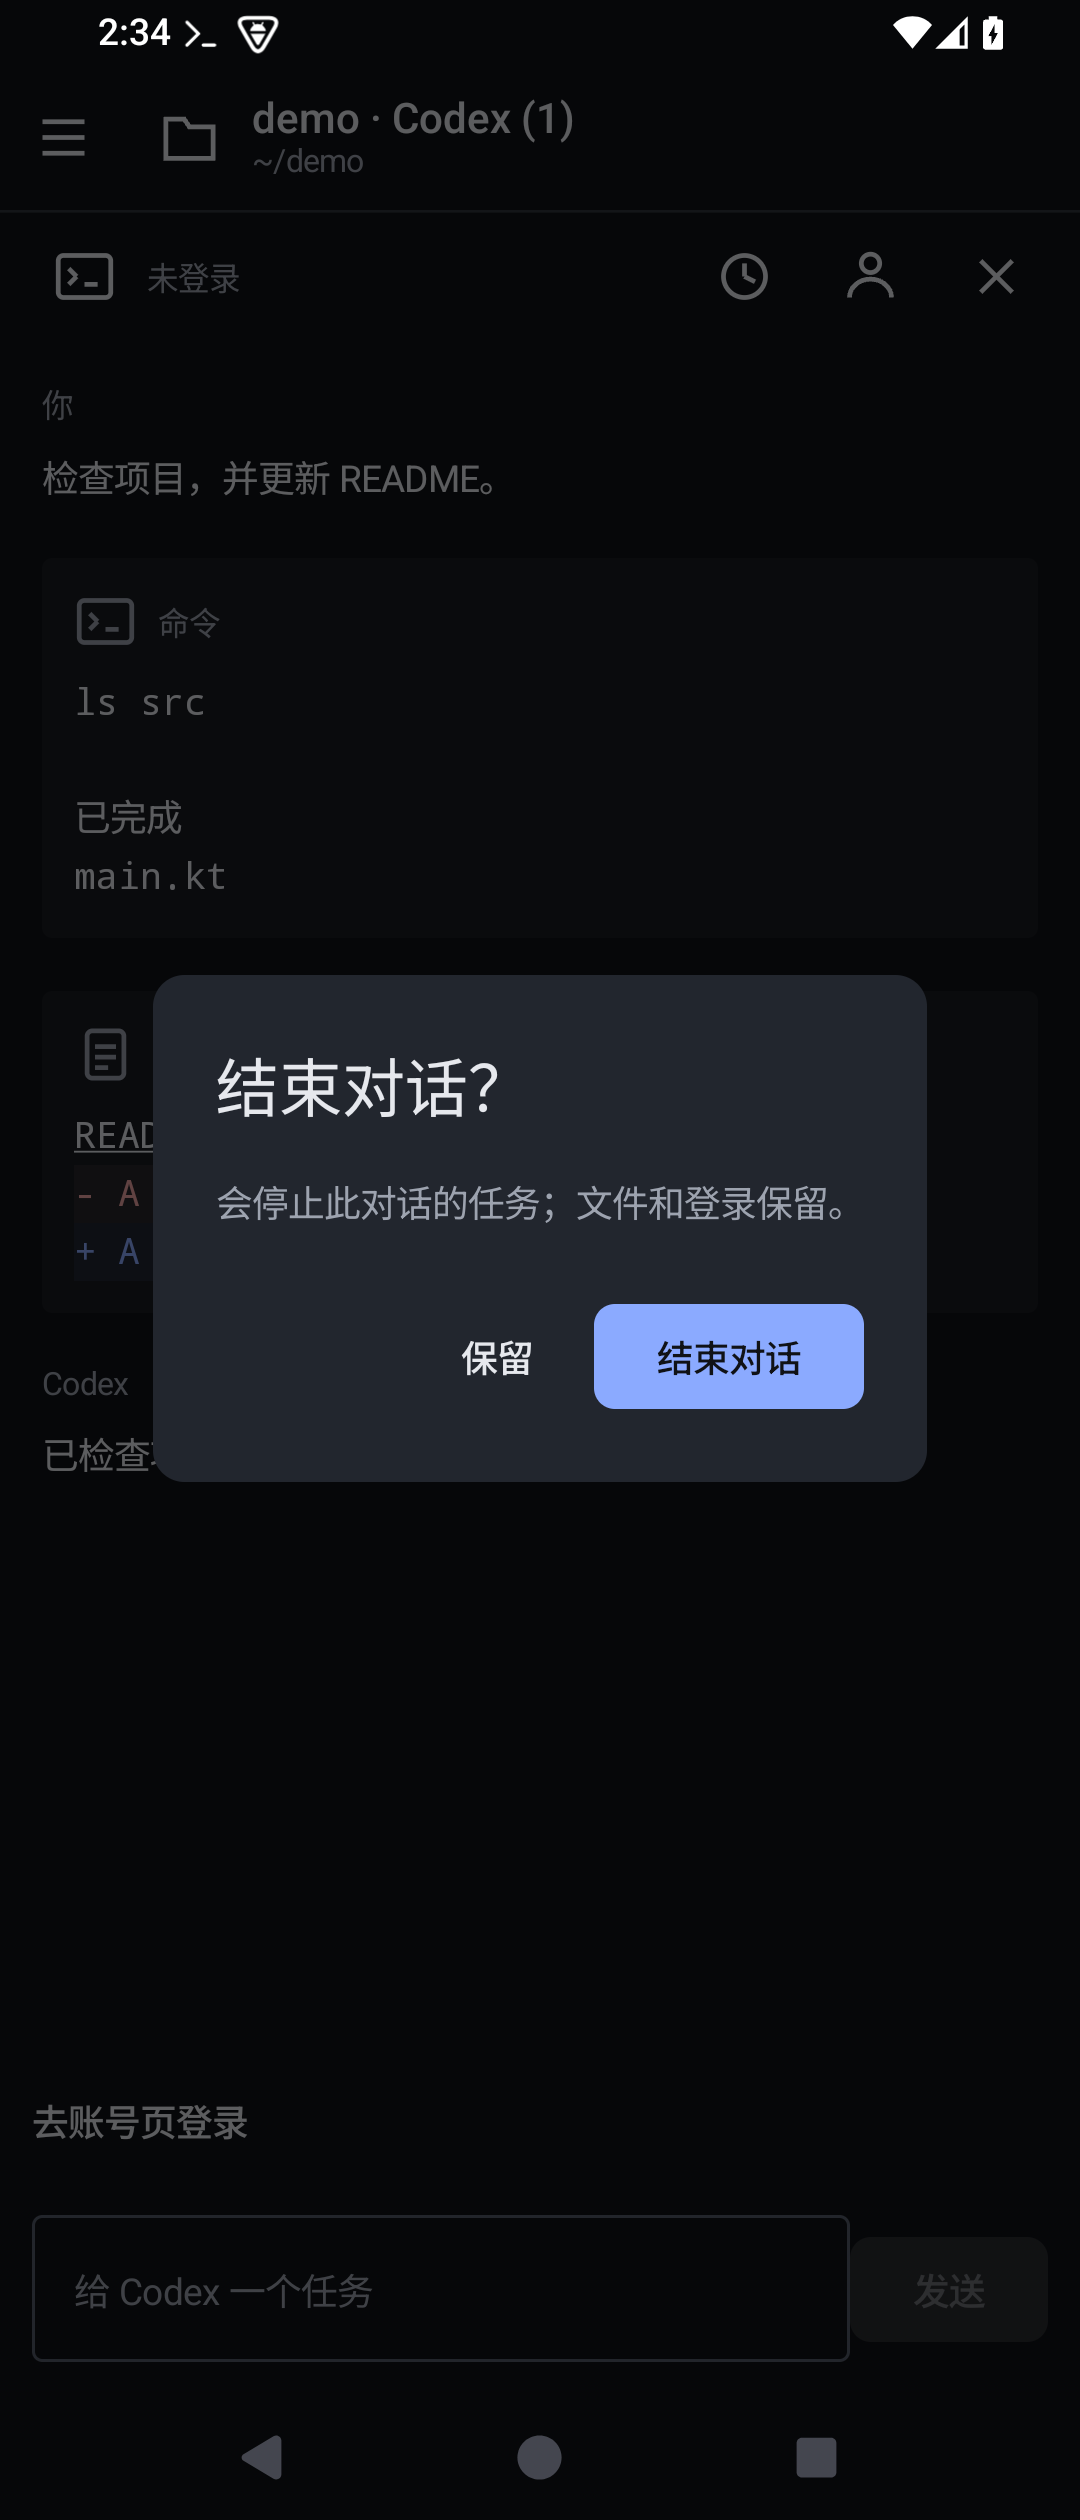 2:34
demo · Codex (1)
~/demo
未登录
你
检查项目，并更新 README。
命令
ls src
已完成
main.kt
- A
+ A
结束对话？
会停止此对话的任务；文件和登录保留。
保留
结束对话
Codex
已检查
去账号页登录
给 Codex 一个任务
发送